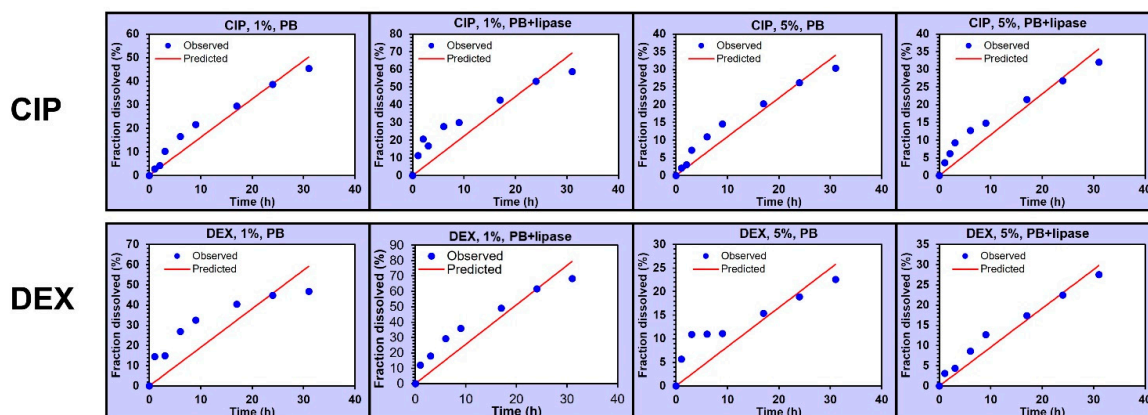 CIP
CIP, 1%, PB
Fraction dissolved (%)
60
50
40
30
20
10
0
Observed
Predicted
0 10 20 30 40
Time (h)
CIP, 1%, PB+lipase
Fraction dissolved (%)
80
70
60
50
40
30
20
10
0
Observed
Predicted
0 10 20 30 40
Time (h)
CIP, 5%, PB
Fraction dissolved (%)
40
35
30
25
20
15
10
5
0
Observed
Predicted
0 10 20 30 40
Time (h)
CIP, 5%, PB+lipase
Fraction dissolved (%)
40
35
30
25
20
15
10
5
0
Observed
Predicted
0 10 20 30 40
Time (h)
DEX
DEX, 1%, PB
Fraction dissolved (%)
70
60
50
40
30
20
10
0
Observed
Predicted
0 10 20 30 40
Time (h)
DEX, 1%, PB+lipase
Fraction dissolved (%)
90
80
70
60
50
40
30
20
10
0
Observed
Predicted
0 10 20 30 40
Time (h)
DEX, 5%, PB
Fraction dissolved (%)
30
25
20
15
10
5
0
Observed
Predicted
0 10 20 30 40
Time (h)
DEX, 5%, PB+lipase
Fraction dissolved (%)
35
30
25
20
15
10
5
0
Observed
Predicted
0 10 20 30 40
Time (h)